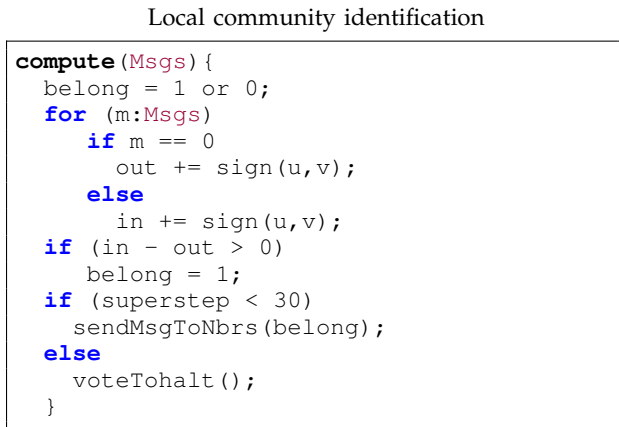 Local community identification
compute(Msgs){
  belong = 1 or 0;
  for (m:Msgs)
     if m == 0
       out += sign(u,v);
     else
       in += sign(u,v);
  if (in - out > 0)
     belong = 1;
  if (superstep < 30)
    sendMsgToNbrs(belong);
  else
    voteTohalt();
  }